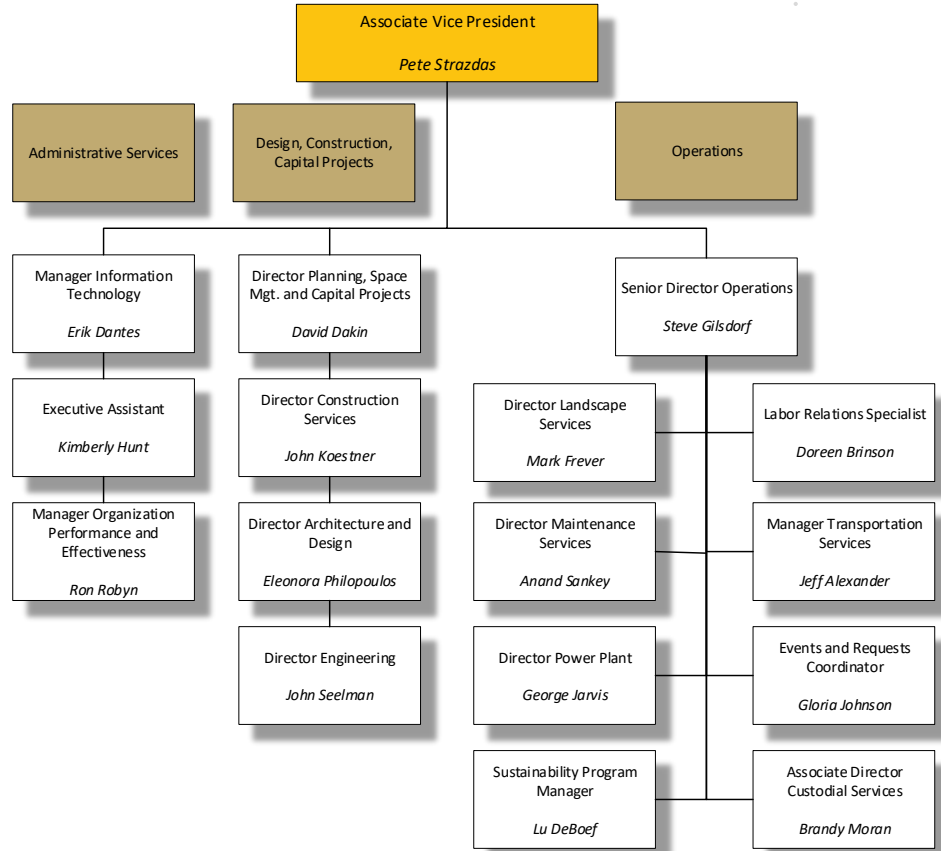 Associate Vice President
Pete Strazdas
Administrative Services
Design, Construction,
Capital Projects
Operations
Manager Information
Technology
Erik Dantes
Director Planning, Space
Mgt. and Capital Projects
David Dakin
Senior Director Operations
Steve Gilsdorf
Executive Assistant
Kimberly Hunt
Director Construction
Services
John Koestner
Director Landscape
Services
Mark Frever
Labor Relations Specialist
Doreen Brinson
Manager Organization
Performance and
Effectiveness
Ron Robyn
Director Architecture and
Design
Eleonora Philopoulos
Director Maintenance
Services
Anand Sankey
Manager Transportation
Services
Jeff Alexander
Director Engineering
John Seelman
Director Power Plant
George Jarvis
Events and Requests
Coordinator
Gloria Johnson
Sustainability Program
Manager
Lu DeBoef
Associate Director
Custodial Services
Brandy Moran